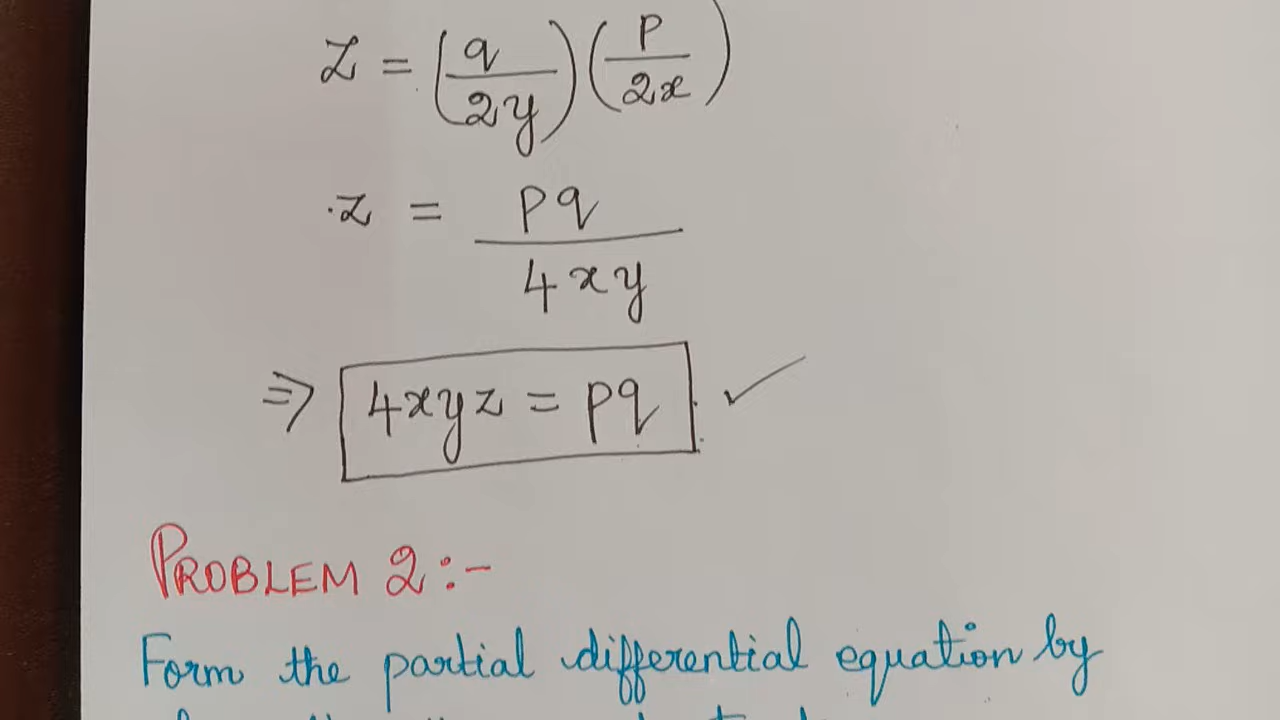 z = (q/2y)(p/2x)
z = pq/4xy
⇒ 4xyz = pq ✓
PROBLEM 2:-
Form the partial differential equation by